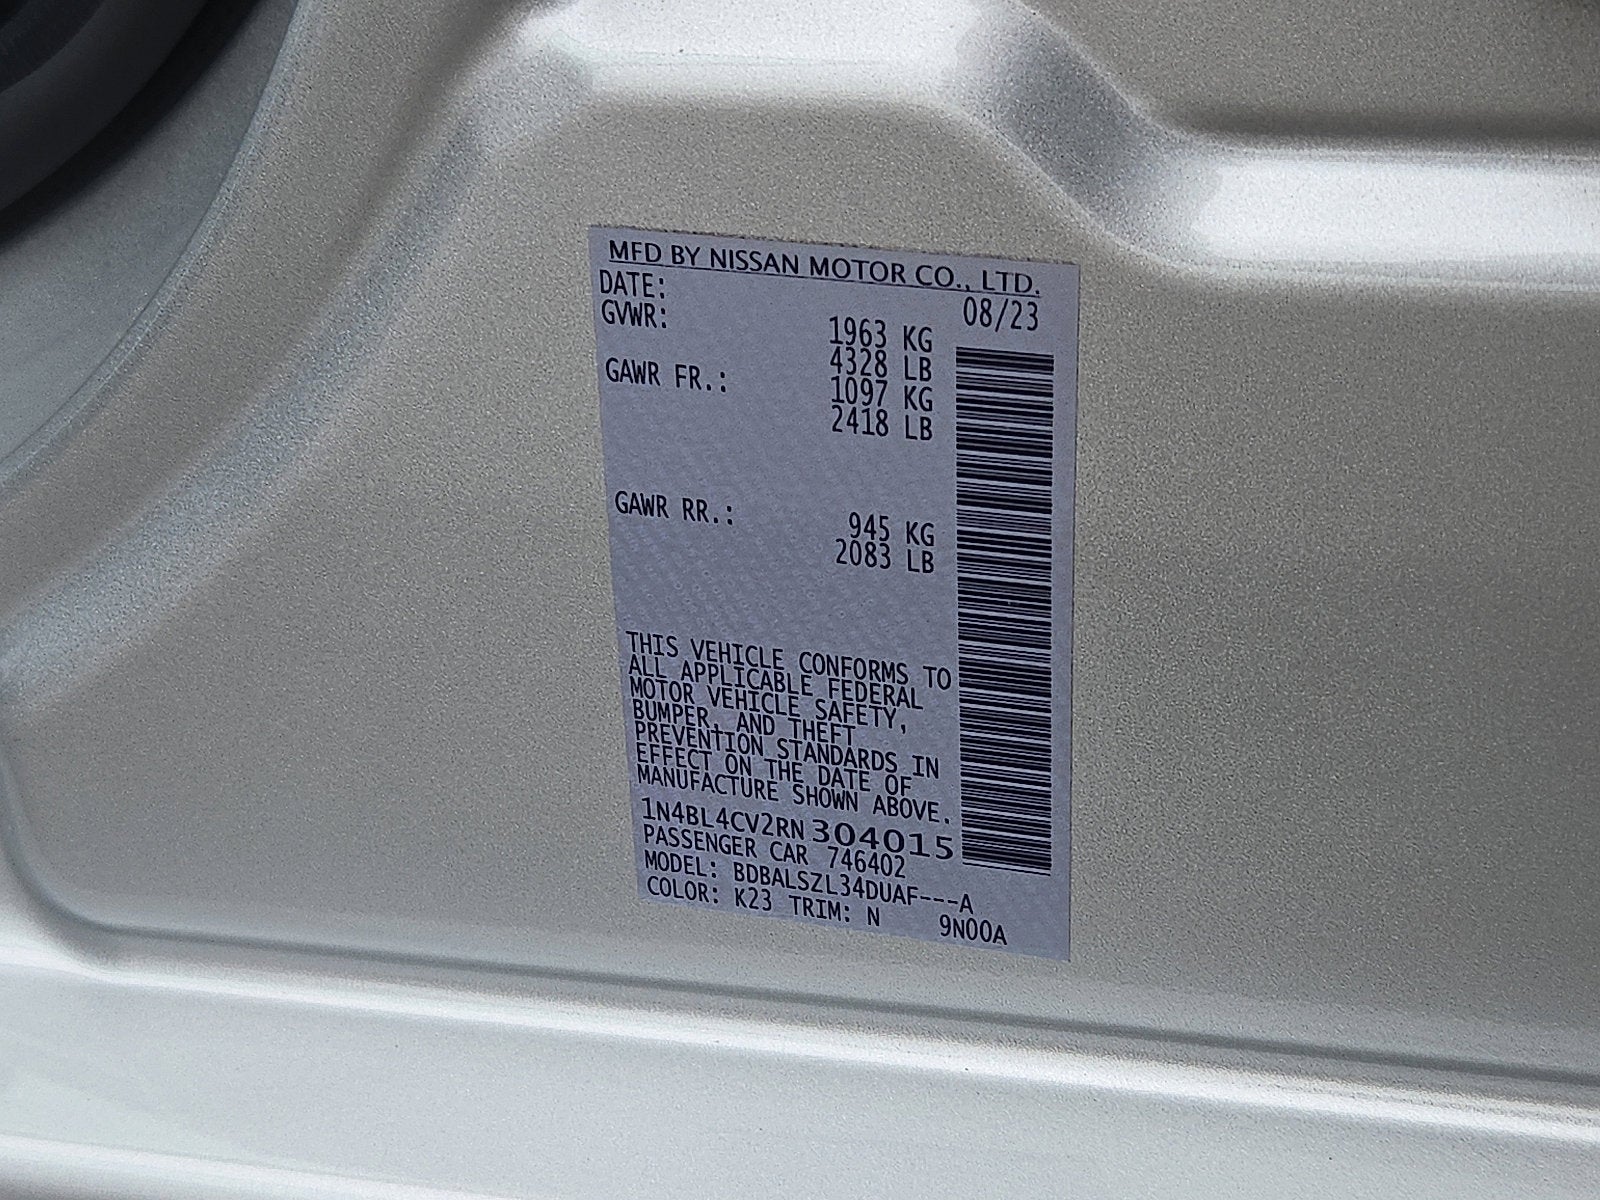 MFD BY NISSAN MOTOR CO., LTD.
DATE: 08/23
GVWR: 1963 KG
4328 LB
GAWR FR.: 1097 KG
2418 LB
GAWR RR.: 945 KG
2083 LB
THIS VEHICLE CONFORMS TO
ALL APPLICABLE FEDERAL
MOTOR VEHICLE SAFETY,
BUMPER, AND THEFT
PREVENTION STANDARDS IN
EFFECT ON THE DATE OF
MANUFACTURE SHOWN ABOVE.
1N4BL4CV2RN304015
PASSENGER CAR 746402
MODEL: BDBALSZL34DUAF---A
COLOR: K23 TRIM: N 9N00A